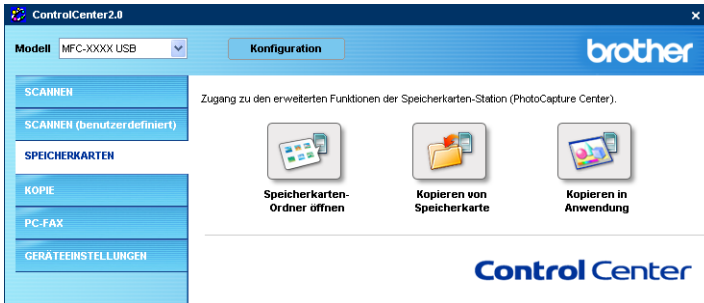 ControlCenter2.0
Modell MFC-XXXX USB Konfiguration brother
SCANNEN
Zugang zu den erweiterten Funktionen der Speicherkarten-Station (PhotoCapture Center).
SCANNEN (benutzerdefiniert)
SPEICHERKARTEN
KOPIE
PC-FAX
GERÄTEEINSTELLUNGEN
Speicherkarten-
Ordner öffnen
Kopieren von
Speicherkarte
Kopieren in
Anwendung
Control Center